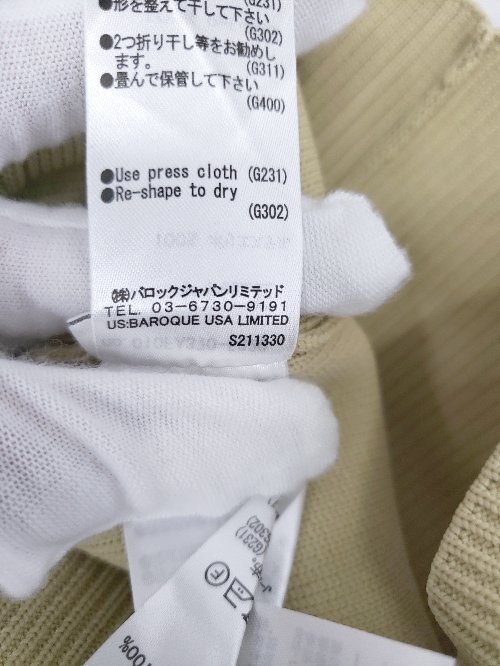 ●形を整えて干して下さい
(G302)
●2つ折り干し等をお勧めし
ます。 (G311)
●畳んで保管して下さい
(G400)
●Use press cloth (G231)
●Re-shape to dry
(G302)
㈱バロックジャパンリミテッド
TEL. 03-6730-9191
US:BAROQUE USA LIMITED
S211330
(G231)
(G302)
F
100%